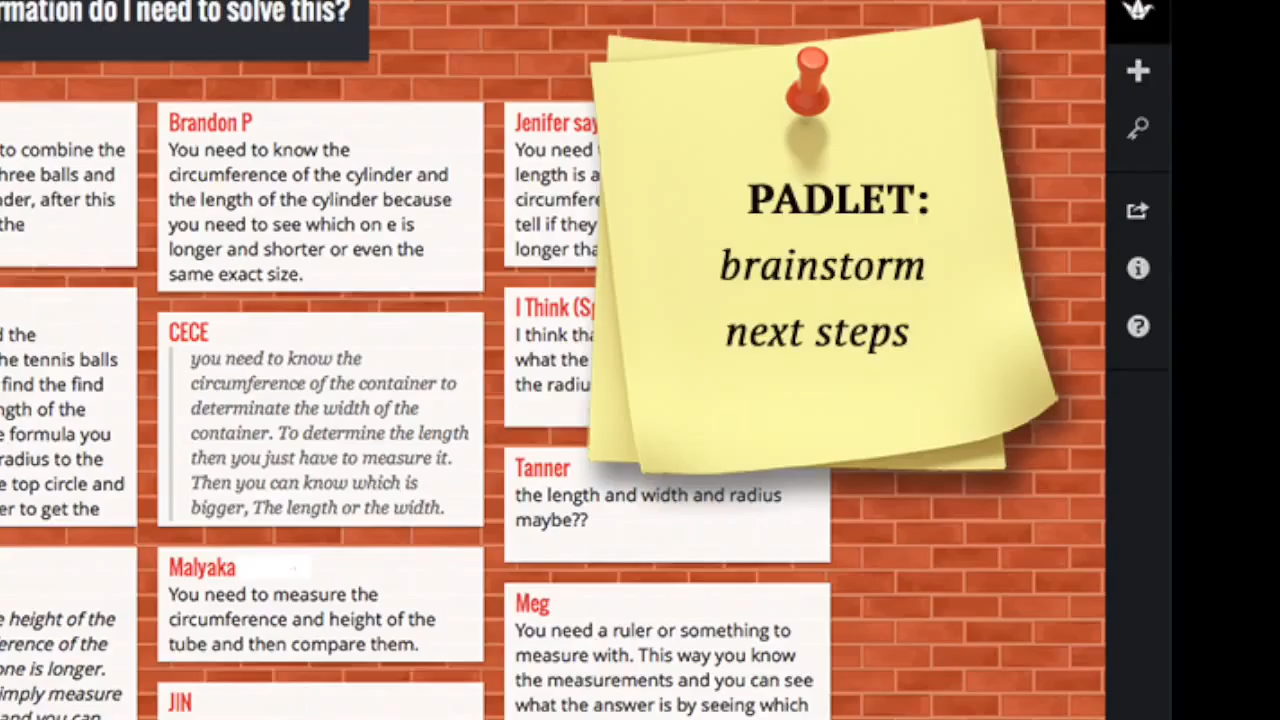 rmation do I need to solve this?
to combine the
hree balls and
nder, after this
the
d the
he tennis balls
find the find
ngth of the
e formula you
radius to the
e top circle and
er to get the
e height of the
ference of the
one is longer.
imply measure
and you can
Brandon P
You need to know the
circumference of the cylinder and
the length of the cylinder because
you need to see which on e is
longer and shorter or even the
same exact size.
CECE
you need to know the
circumference of the container to
determinate the width of the
container. To determine the length
then you just have to measure it.
Then you can know which is
bigger, The length or the width.
Malyaka
You need to measure the
circumference and height of the
tube and then compare them.
JIN
Jenifer say
You need
length is a
circumfere
tell if they
longer tha
I Think (Sp
I think tha
what the
the radiu
Tanner
the length and width and radius
maybe??
Meg
You need a ruler or something to
measure with. This way you know
the measurements and you can see
what the answer is by seeing which
PADLET:
brainstorm
next steps